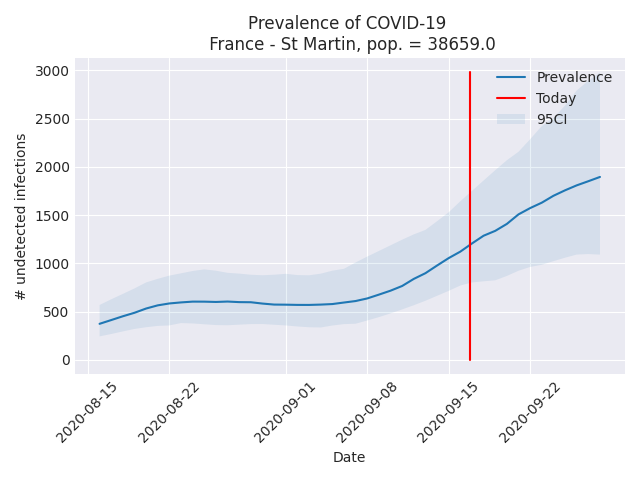 Prevalence of COVID-19
France - St Martin, pop. = 38659.0
3000
2500
2000
1500
1000
500
0
# undetected infections
Prevalence
Today
95CI
2020-08-15
2020-08-22
2020-09-01
2020-09-08
2020-09-15
2020-09-22
Date